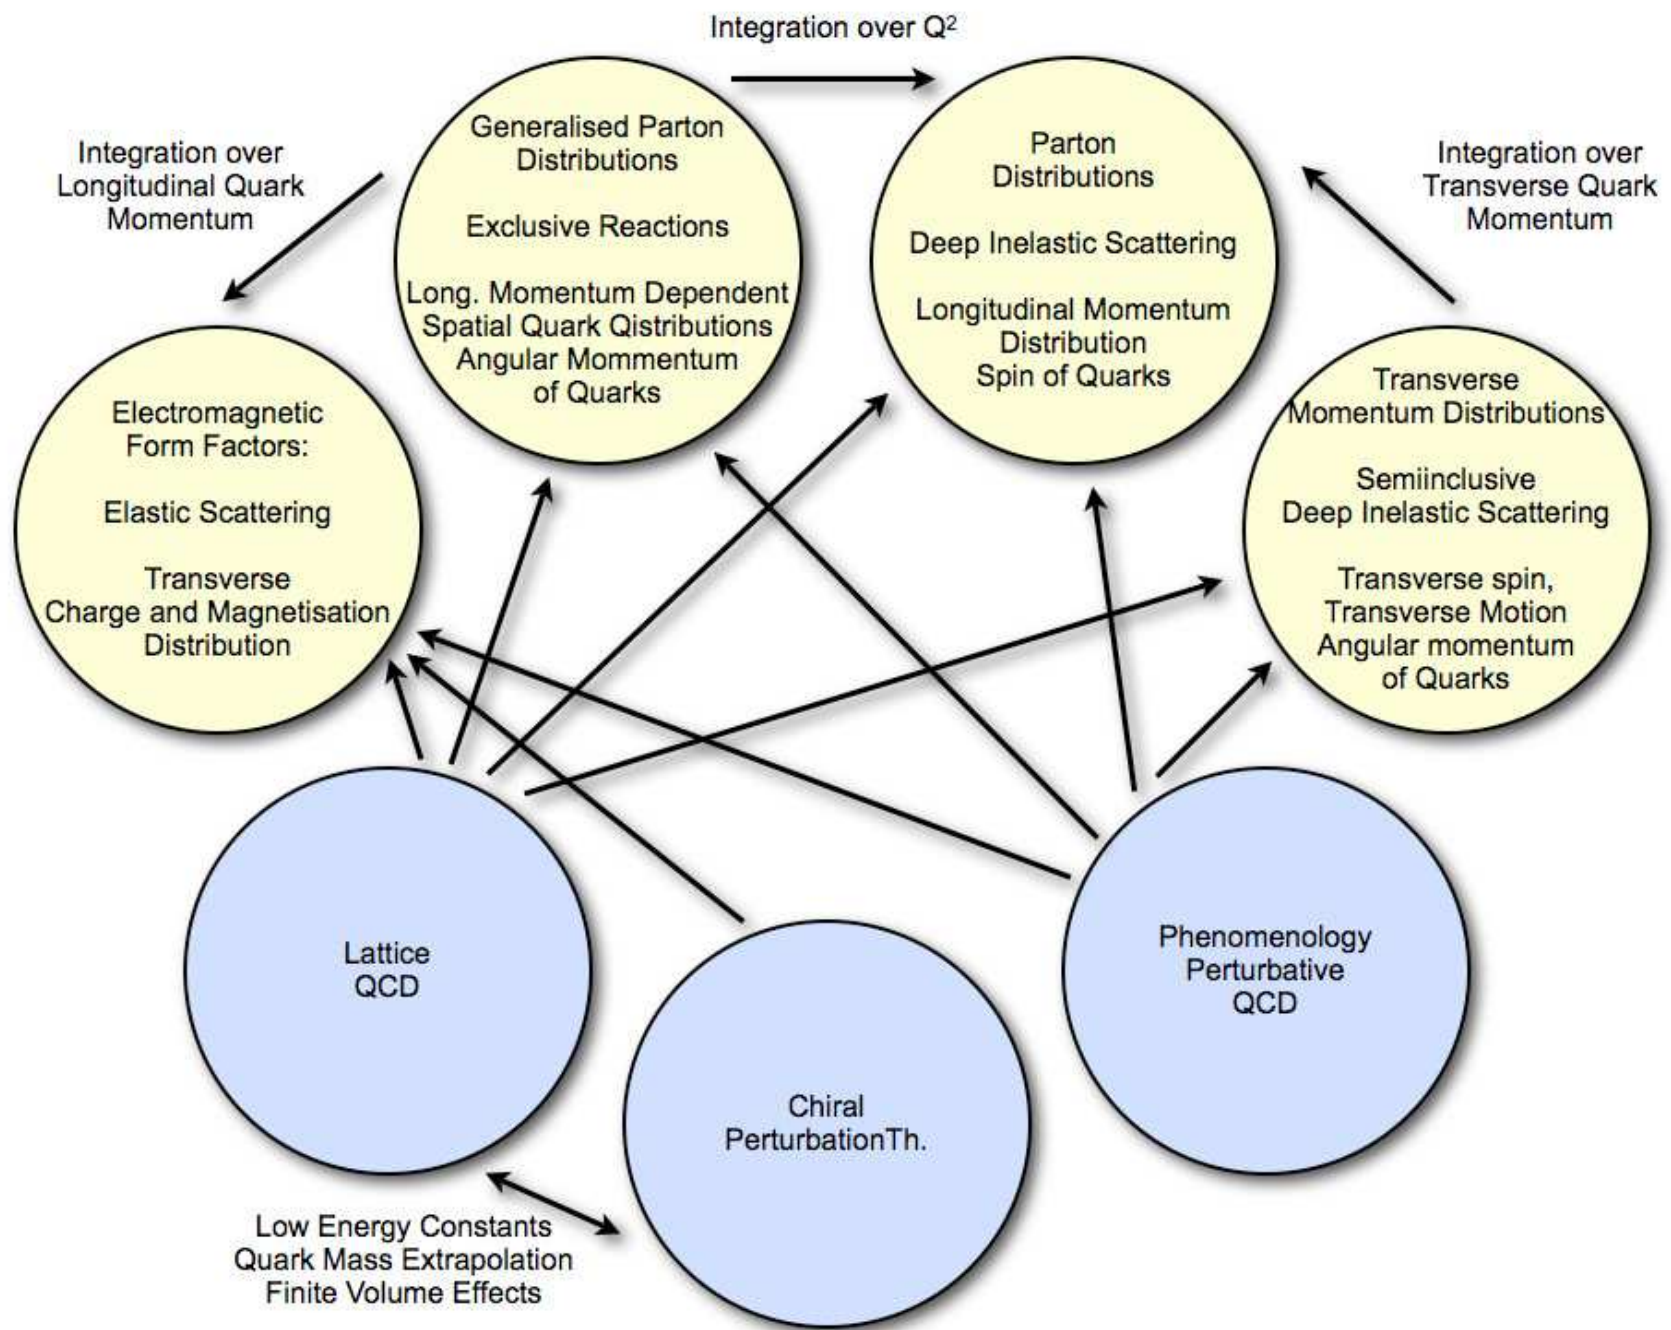 Integration over Q²
Integration over
Longitudinal Quark
Momentum
Generalised Parton
Distributions
Exclusive Reactions
Long. Momentum Dependent
Spatial Quark Qistributions
Angular Mommentum
of Quarks
Parton
Distributions
Deep Inelastic Scattering
Longitudinal Momentum
Distribution
Spin of Quarks
Integration over
Transverse Quark
Momentum
Electromagnetic
Form Factors:
Elastic Scattering
Transverse
Charge and Magnetisation
Distribution
Transverse
Momentum Distributions
Semiinclusive
Deep Inelastic Scattering
Transverse spin,
Transverse Motion
Angular momentum
of Quarks
Lattice
QCD
Chiral
PerturbationTh.
Phenomenology
Perturbative
QCD
Low Energy Constants
Quark Mass Extrapolation
Finite Volume Effects